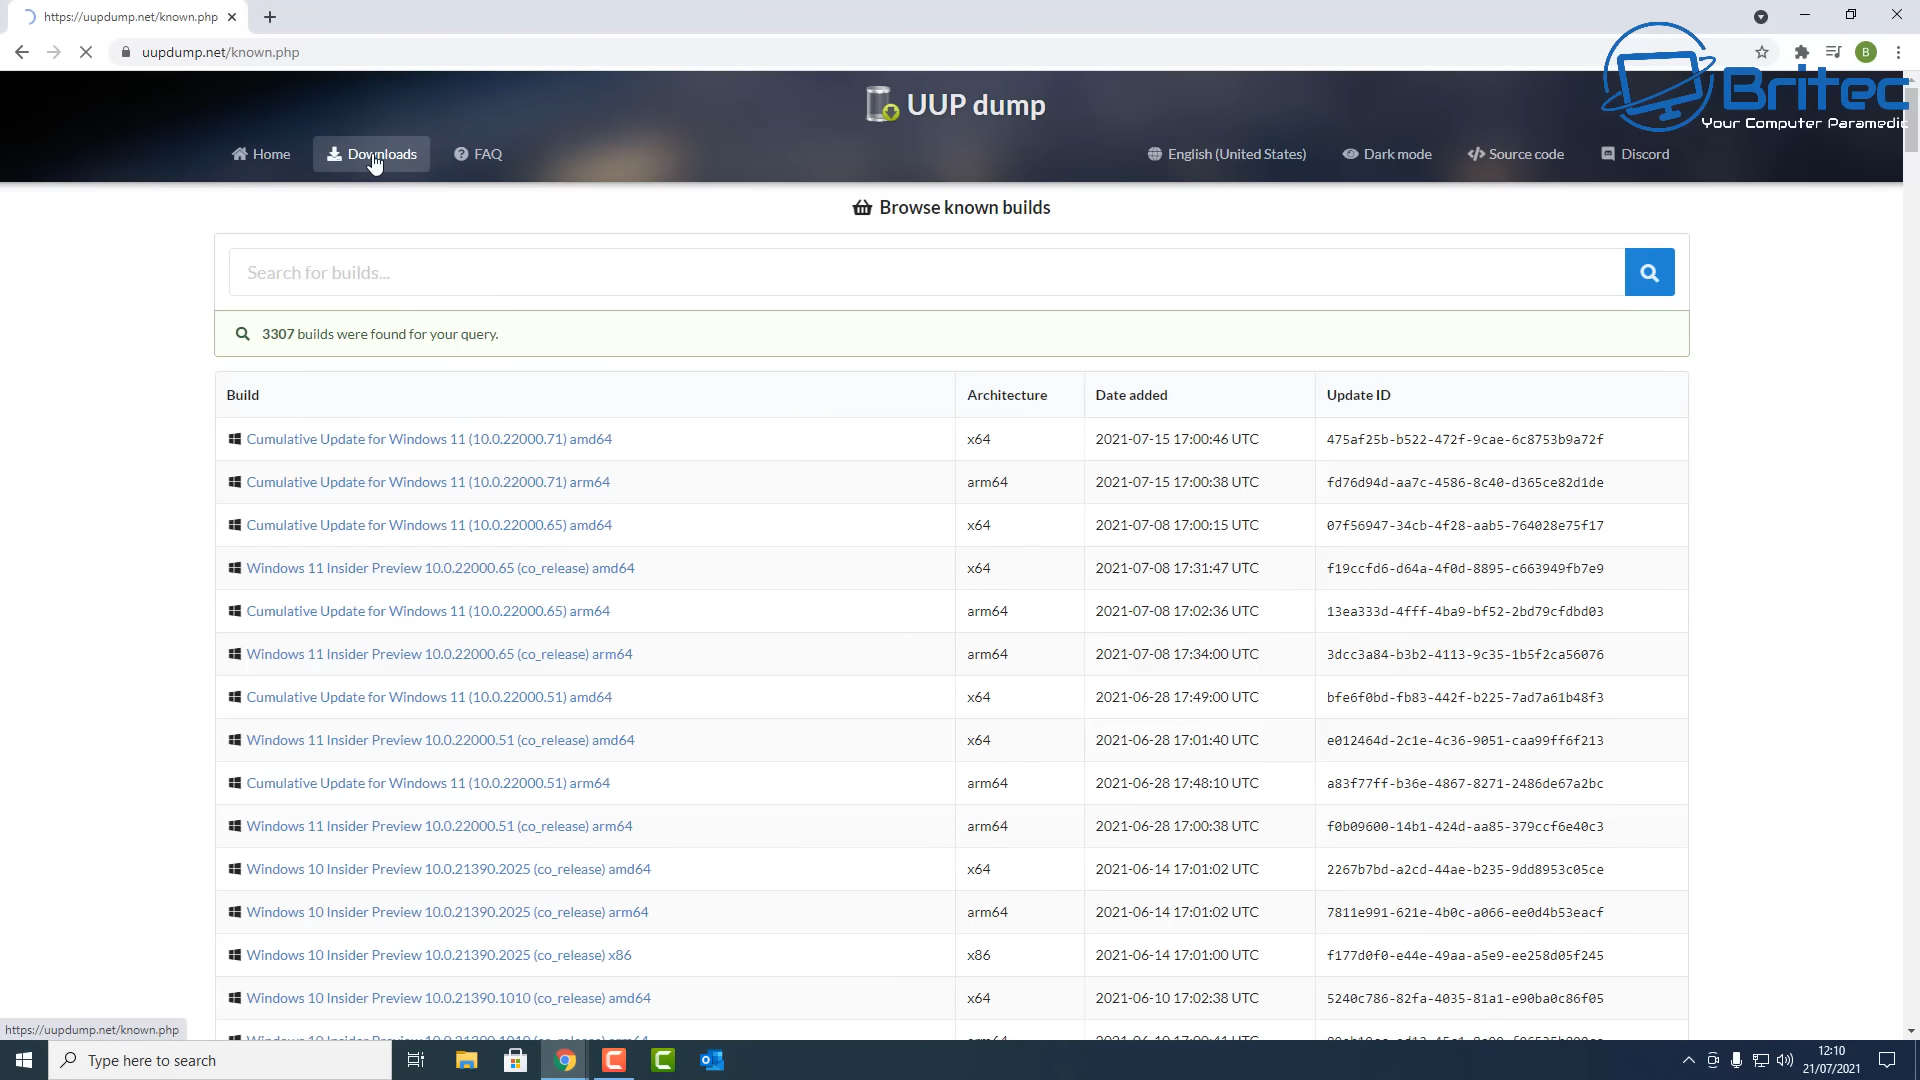 https://uupdump.net/known.php
uupdump.net/known.php
B
Britec
Your Computer Paramedic
UUP dump
Home
Downloads
FAQ
English (United States)
Dark mode
Source code
Discord
Browse known builds
Search for builds...
3307 builds were found for your query.
Build Architecture Date added Update ID
Cumulative Update for Windows 11 (10.0.22000.71) amd64 x64 2021-07-15 17:00:46 UTC 475af25b-b522-472f-9cae-6c8753b9a72f
Cumulative Update for Windows 11 (10.0.22000.71) arm64 arm64 2021-07-15 17:00:38 UTC fd76d94d-aa7c-4586-8c40-d365ce82d1de
Cumulative Update for Windows 11 (10.0.22000.65) amd64 x64 2021-07-08 17:00:15 UTC 07f56947-34cb-4f28-aab5-764028e75f17
Windows 11 Insider Preview 10.0.22000.65 (co_release) amd64 x64 2021-07-08 17:31:47 UTC f19ccfd6-d64a-4f0d-8895-c663949fb7e9
Cumulative Update for Windows 11 (10.0.22000.65) arm64 arm64 2021-07-08 17:02:36 UTC 13ea333d-4fff-4ba9-bf52-2bd79cfdbd03
Windows 11 Insider Preview 10.0.22000.65 (co_release) arm64 arm64 2021-07-08 17:34:00 UTC 3dcc3a84-b3b2-4113-9c35-1b5f2ca56076
Cumulative Update for Windows 11 (10.0.22000.51) amd64 x64 2021-06-28 17:49:00 UTC bfe6f0bd-fb83-442f-b225-7ad7a61b48f3
Windows 11 Insider Preview 10.0.22000.51 (co_release) amd64 x64 2021-06-28 17:01:40 UTC e012464d-2c1e-4c36-9051-caa99ff6f213
Cumulative Update for Windows 11 (10.0.22000.51) arm64 arm64 2021-06-28 17:48:10 UTC a83f77ff-b36e-4867-8271-2486de67a2bc
Windows 11 Insider Preview 10.0.22000.51 (co_release) arm64 arm64 2021-06-28 17:00:38 UTC f0b09600-14b1-424d-aa85-379ccf6e40c3
Windows 10 Insider Preview 10.0.21390.2025 (co_release) amd64 x64 2021-06-14 17:01:02 UTC 2267b7bd-a2cd-44ae-b235-9dd8953c05ce
Windows 10 Insider Preview 10.0.21390.2025 (co_release) arm64 arm64 2021-06-14 17:01:02 UTC 7811e991-621e-4b0c-a066-ee0d4b53eacf
Windows 10 Insider Preview 10.0.21390.2025 (co_release) x86 x86 2021-06-14 17:01:00 UTC f177d0f0-e44e-49aa-a5e9-ee258d05f245
Windows 10 Insider Preview 10.0.21390.1010 (co_release) amd64 x64 2021-06-10 17:02:38 UTC 5240c786-82fa-4035-81a1-e90ba0c86f05
https://uupdump.net/known.php
Type here to search
12:10
21/07/2021